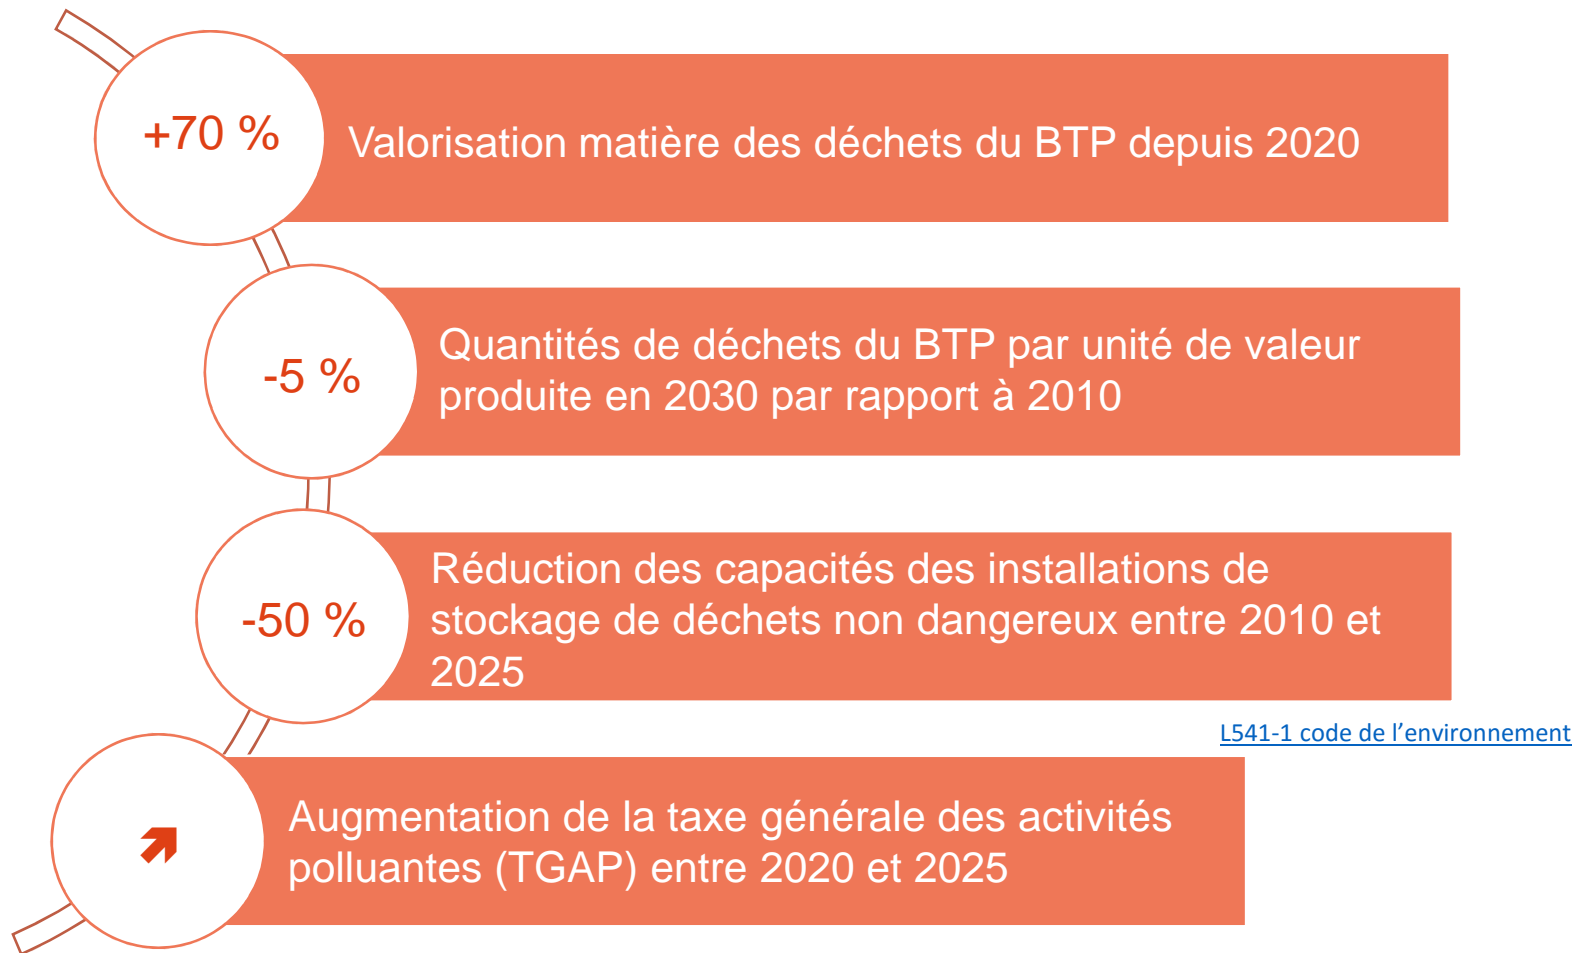 +70 %
Valorisation matière des déchets du BTP depuis 2020
-5 %
Quantités de déchets du BTP par unité de valeur
produite en 2030 par rapport à 2010
-50 %
Réduction des capacités des installations de
stockage de déchets non dangereux entre 2010 et
2025
L541-1 code de l’environnement
Augmentation de la taxe générale des activités
polluantes (TGAP) entre 2020 et 2025